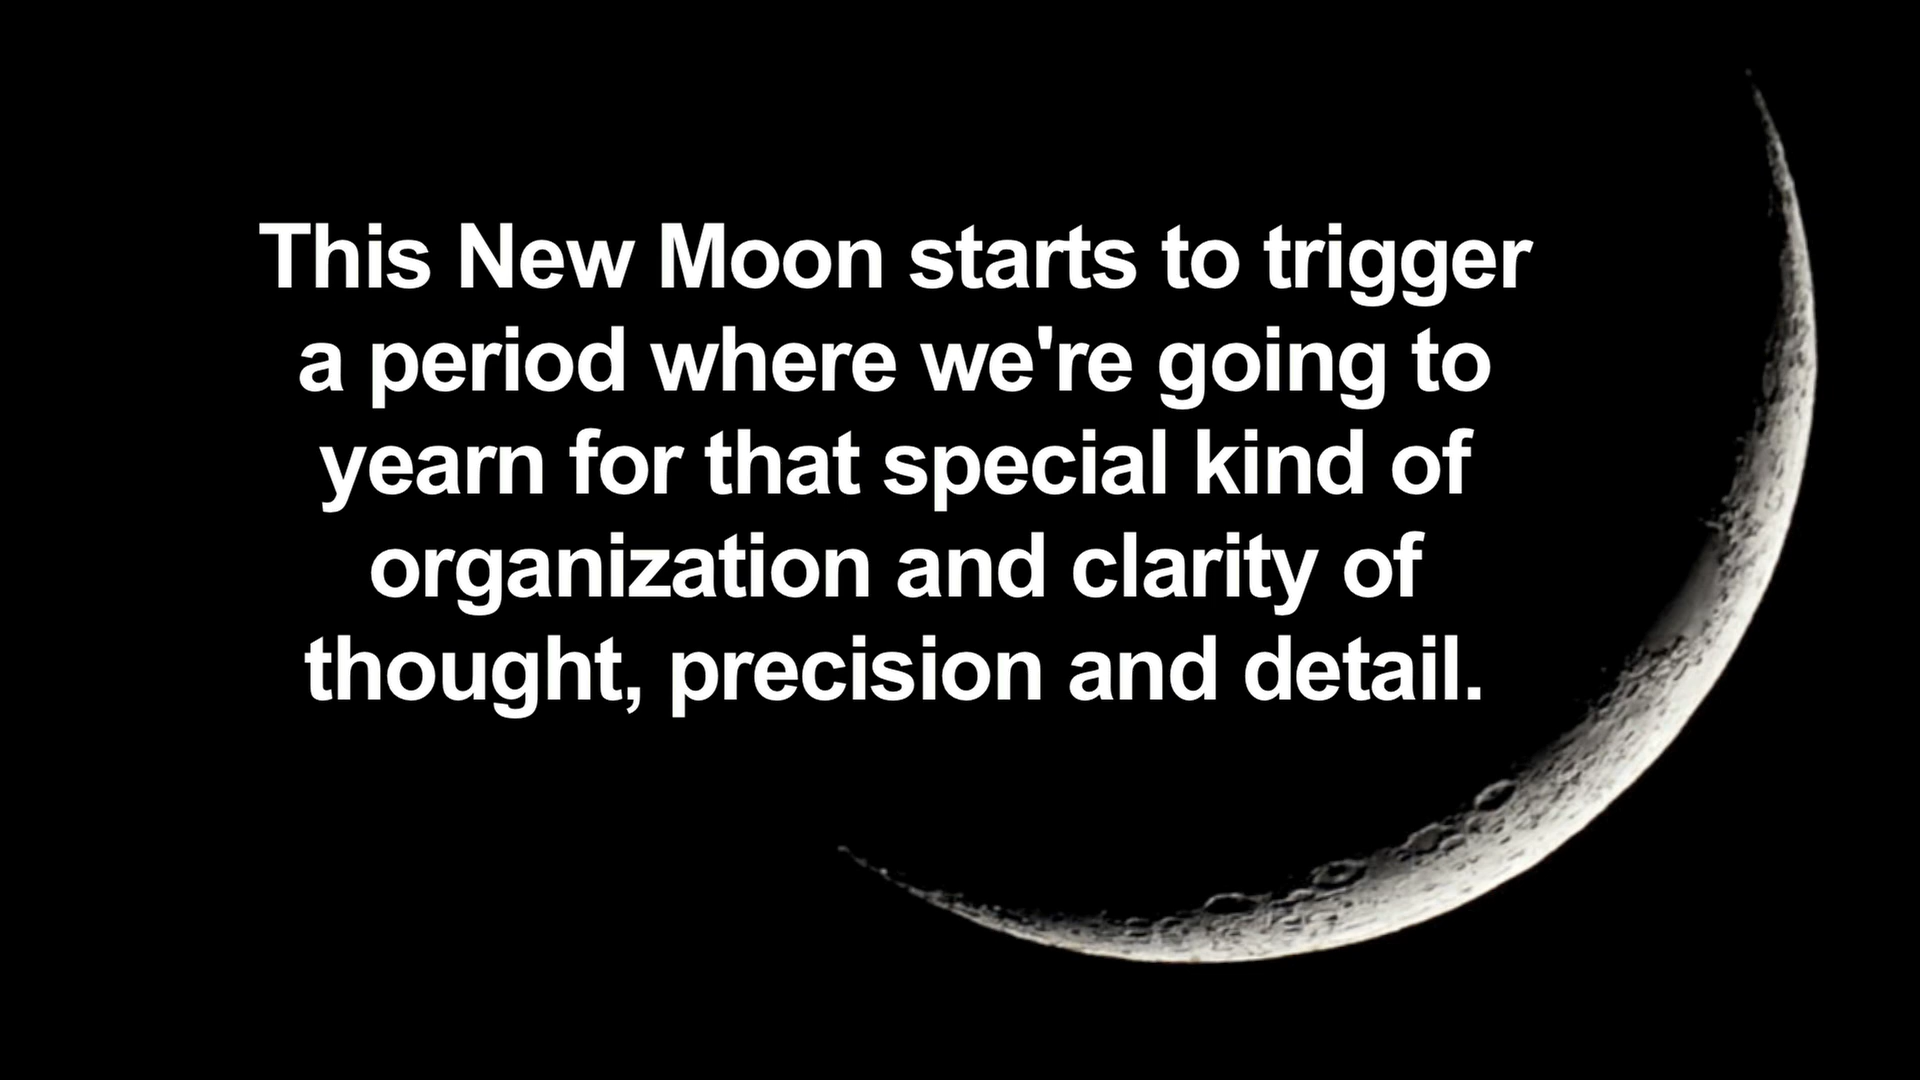 This New Moon starts to trigger
a period where we're going to
yearn for that special kind of
organization and clarity of
thought, precision and detail.